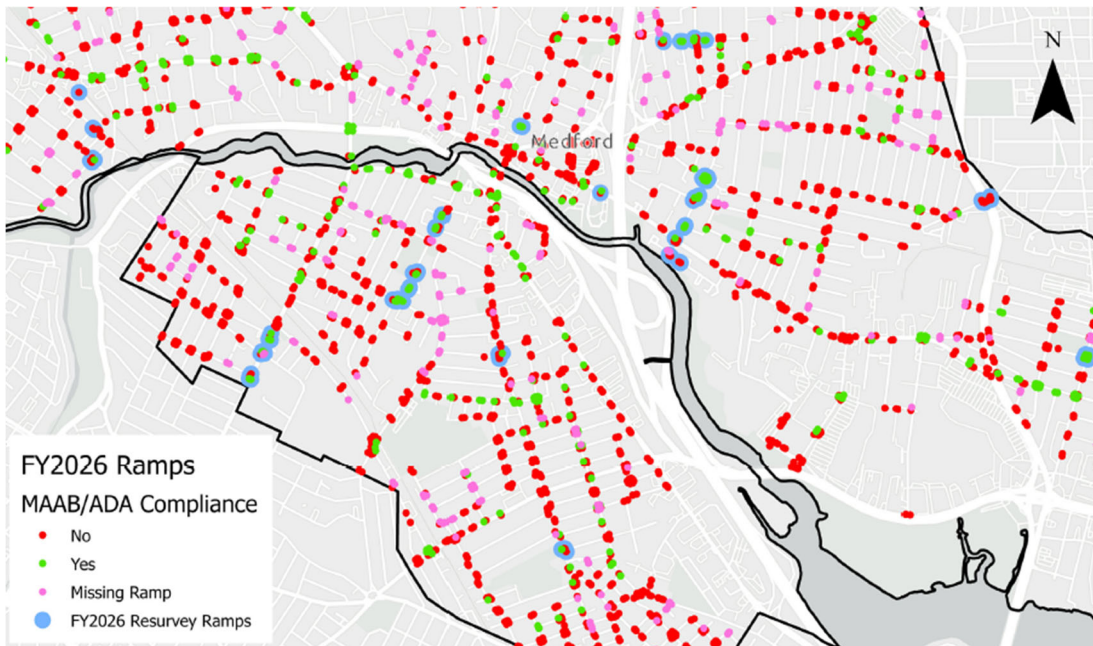 N
Medford
FY2026 Ramps
MAAB/ADA Compliance
No
Yes
Missing Ramp
FY2026 Resurvey Ramps